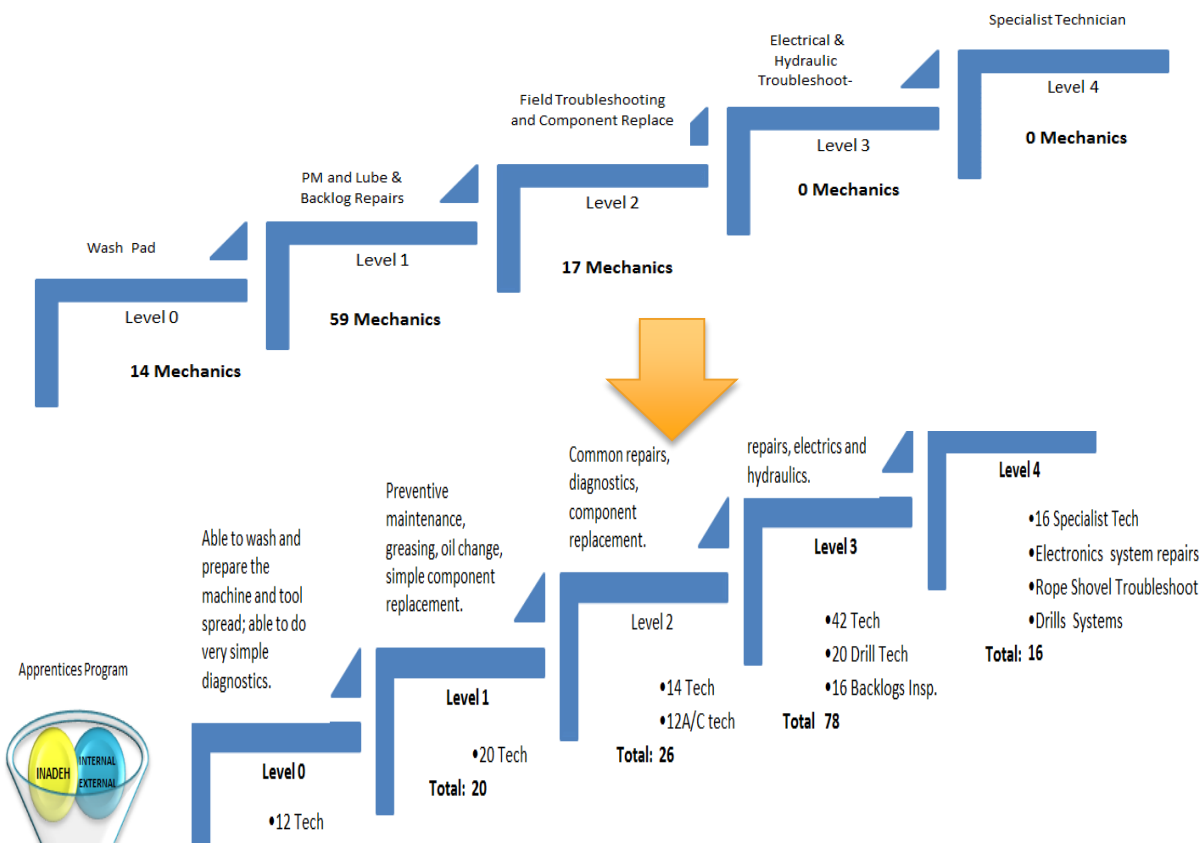 Specialist Technician
Level 4
0 Mechanics
Electrical &
Hydraulic
Troubleshoot-
Level 3
0 Mechanics
Field Troubleshooting
and Component Replace
Level 2
17 Mechanics
PM and Lube &
Backlog Repairs
Level 1
59 Mechanics
Wash Pad
Level 0
14 Mechanics
Apprentices Program
INADEH
INTERNAL
EXTERNAL
Able to wash and
prepare the
machine and tool
spread; able to do
very simple
diagnostics.
Level 0
•12 Tech
Preventive
maintenance,
greasing, oil change,
simple component
replacement.
Level 1
•20 Tech
Total: 20
Common repairs,
diagnostics,
component
replacement.
Level 2
•14 Tech
•12A/C tech
Total: 26
repairs, electrics and
hydraulics.
Level 3
•42 Tech
•20 Drill Tech
•16 Backlogs Insp.
Total 78
Level 4
•16 Specialist Tech
•Electronics system repairs
•Rope Shovel Troubleshoot
•Drills Systems
Total: 16